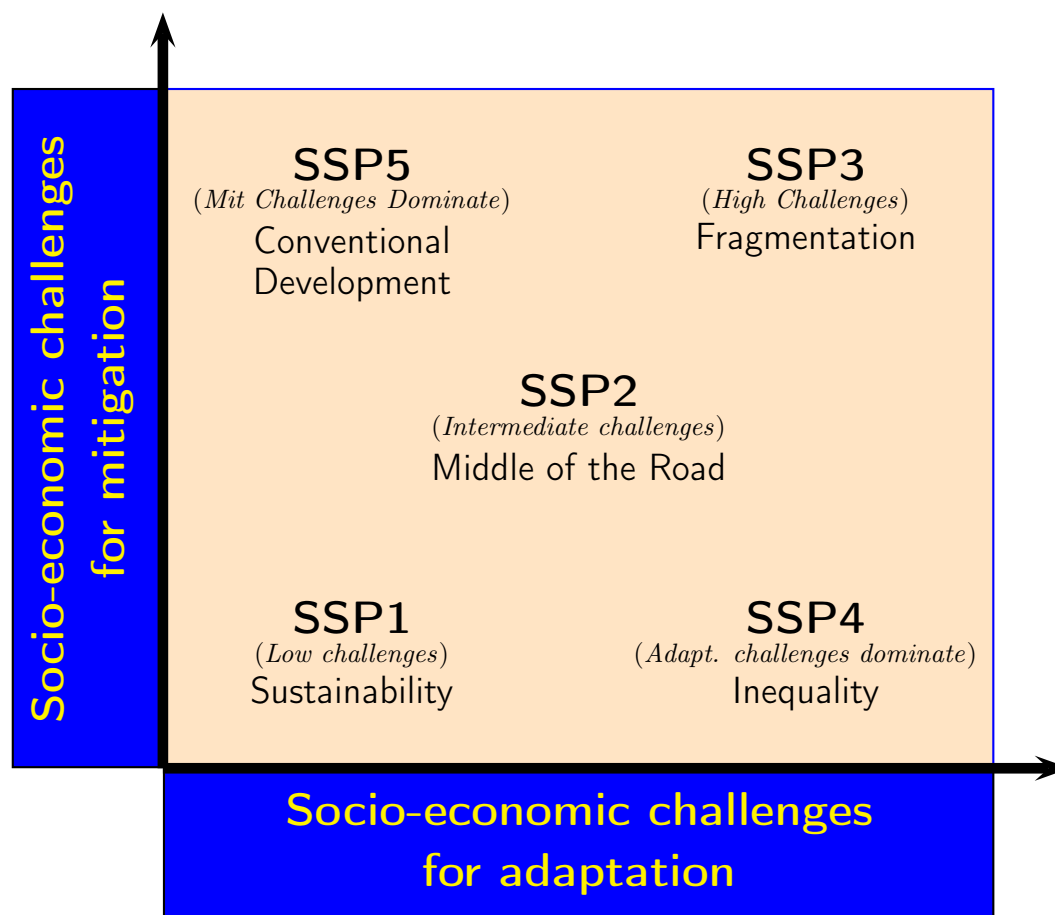 Socio-economic challenges
for mitigation
SSP5
(Mit Challenges Dominate)
Conventional
Development
SSP3
(High Challenges)
Fragmentation
SSP2
(Intermediate challenges)
Middle of the Road
SSP1
(Low challenges)
Sustainability
SSP4
(Adapt. challenges dominate)
Inequality
Socio-economic challenges
for adaptation